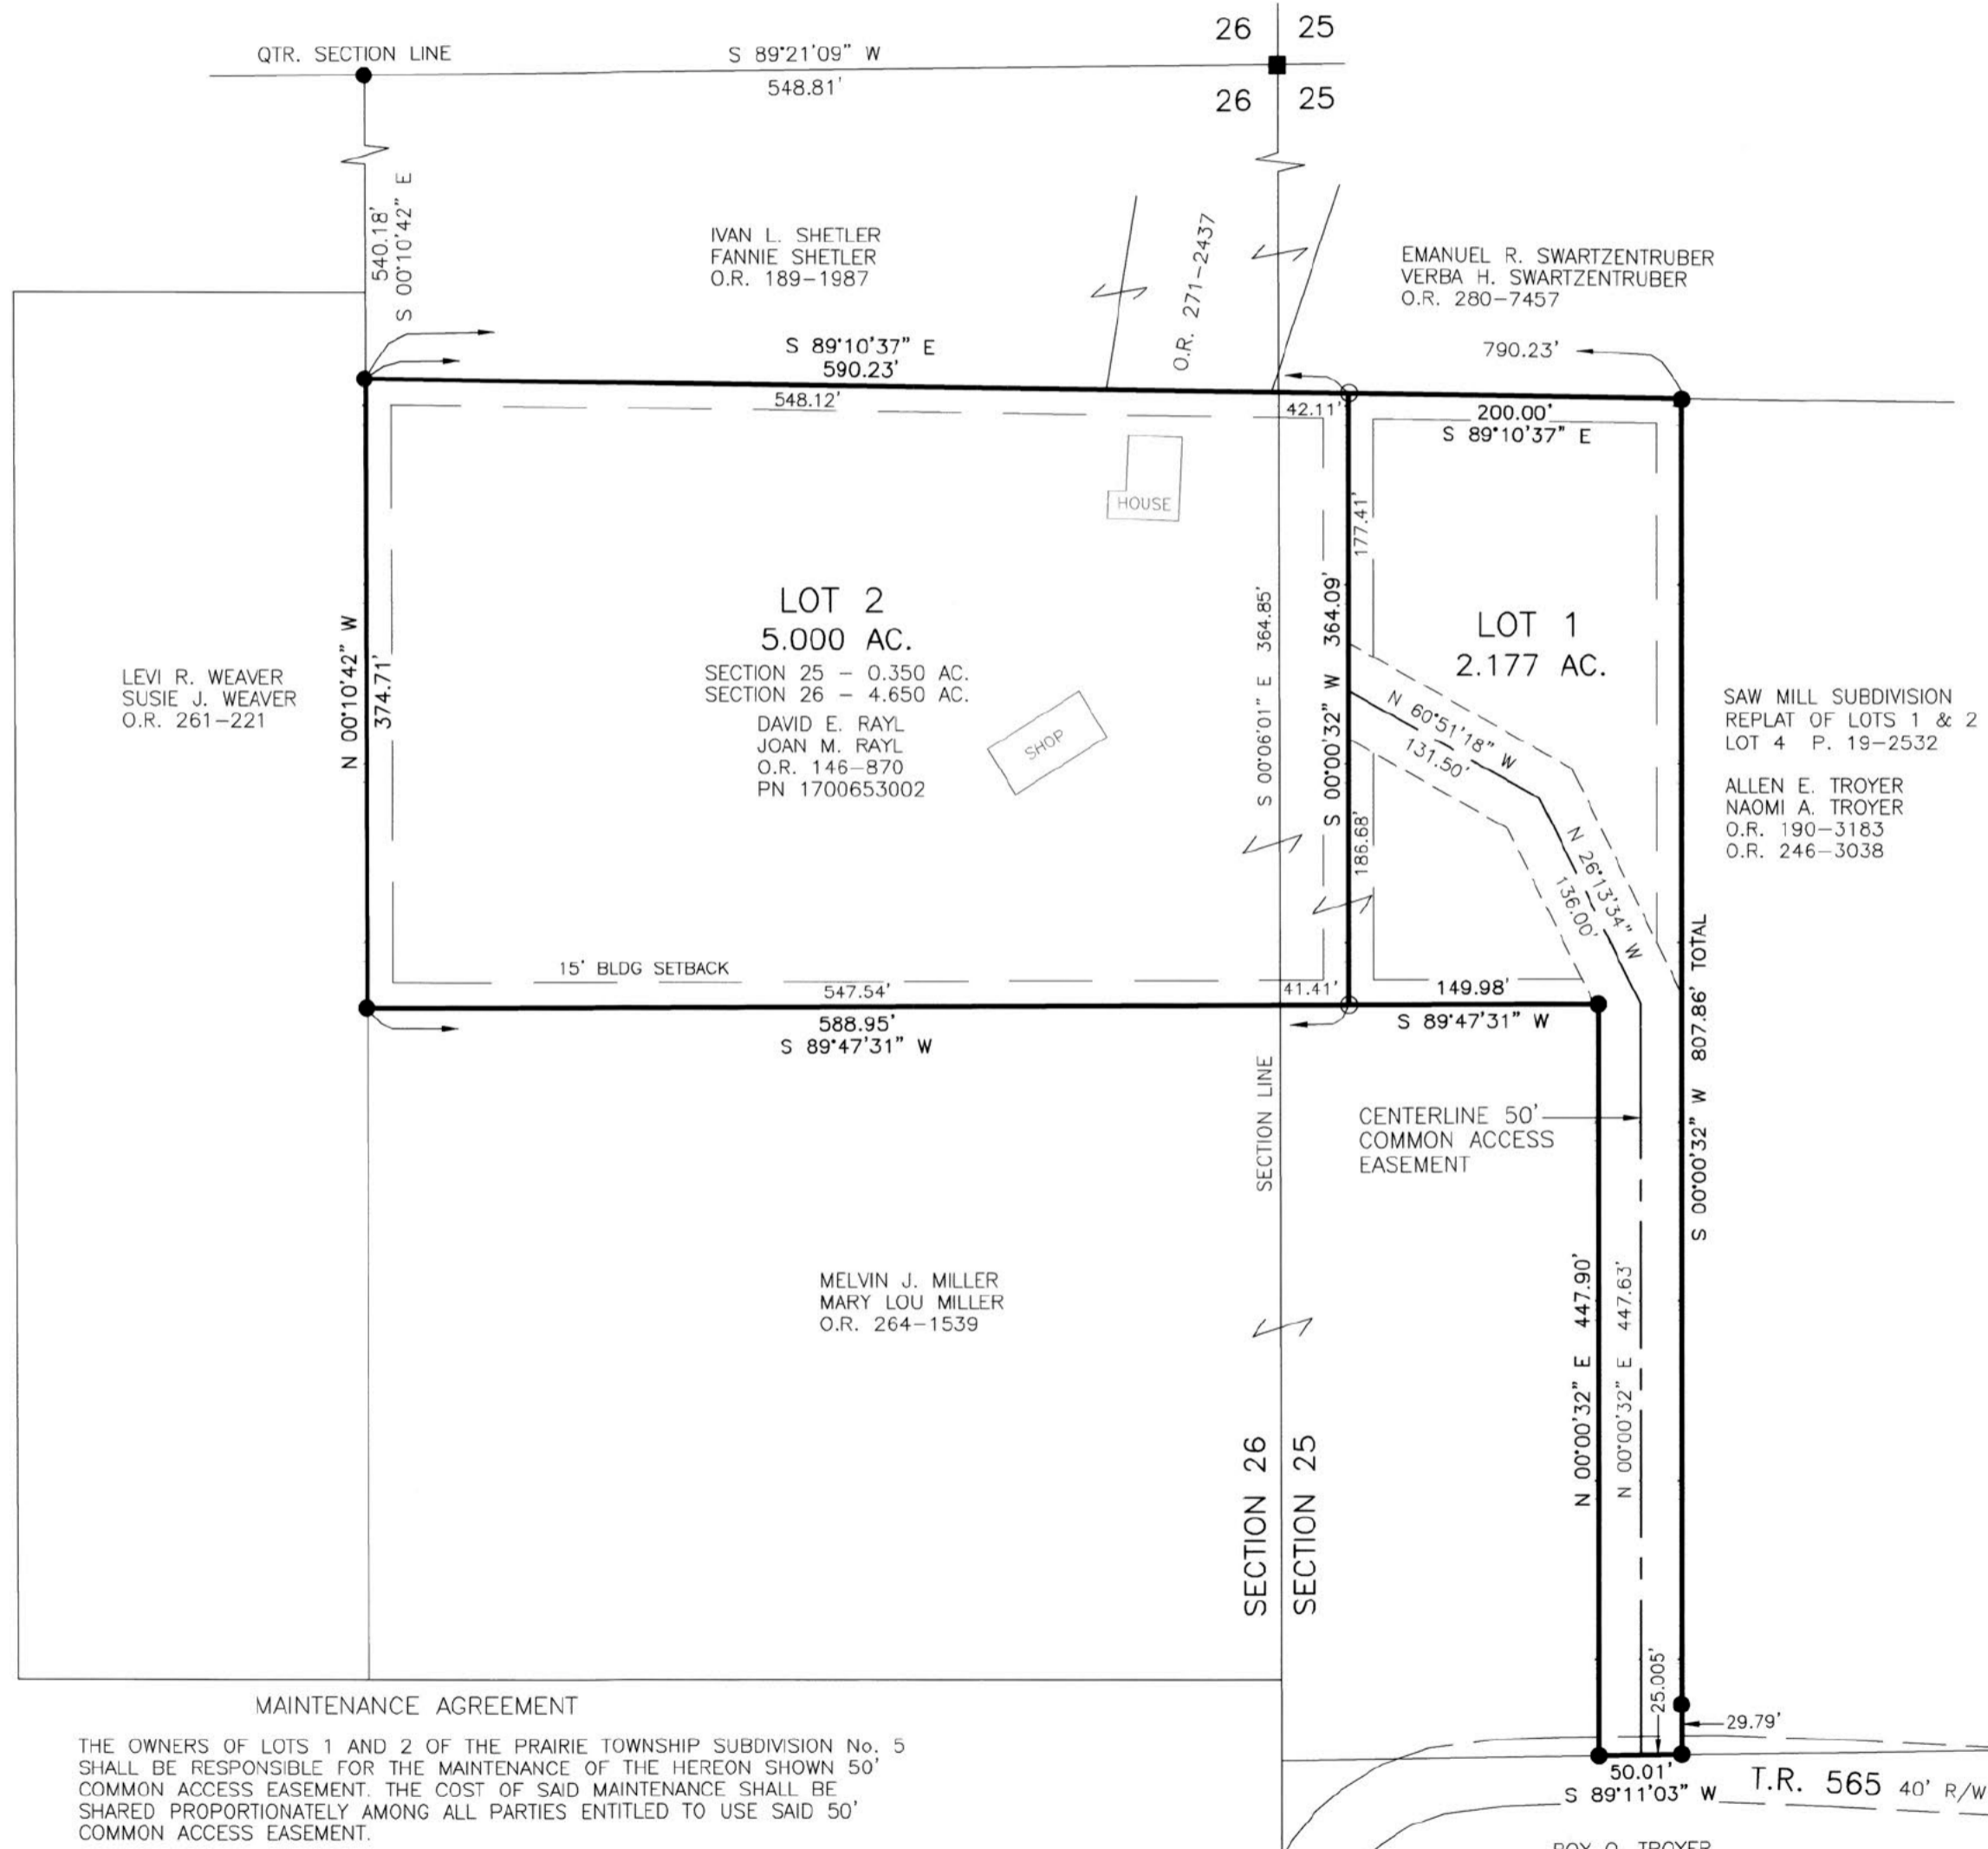 26 25
QTR. SECTION LINE
S 89°21'09" W
548.81'
26 25
540.18'
S 00°10'42" E
IVAN L. SHETLER
FANNIE SHETLER
O.R. 189-1987
O.R. 271-2437
EMANUEL R. SWARTZENTRUBER
VERBA H. SWARTZENTRUBER
O.R. 280-7457
790.23'
S 89°10'37" E
590.23'
548.12'
42.11'
200.00'
S 89°10'37" E
HOUSE
177.41'
LOT 2
5.000 AC.
SECTION 25 - 0.350 AC.
SECTION 26 - 4.650 AC.
DAVID E. RAYL
JOAN M. RAYL
O.R. 146-870
PN 1700653002
SHOP
N 00°10'42" W
374.71'
LEVI R. WEAVER
SUSIE J. WEAVER
O.R. 261-221
S 00°06'01" E 364.85'
S 00°00'32" W 364.09'
186.68'
LOT 1
2.177 AC.
N 60°51'18" W
131.50'
N 26°13'34" W
136.00'
SAW MILL SUBDIVISION
REPLAT OF LOTS 1 & 2
LOT 4 P. 19-2532
ALLEN E. TROYER
NAOMI A. TROYER
O.R. 190-3183
O.R. 246-3038
S 00°00'32" W 807.86' TOTAL
15' BLDG SETBACK
547.54'
41.41'
149.98'
588.95'
S 89°47'31" W
S 89°47'31" W
SECTION LINE
CENTERLINE 50'
COMMON ACCESS
EASEMENT
MELVIN J. MILLER
MARY LOU MILLER
O.R. 264-1539
N 00°00'32" E 447.90'
N 00°00'32" E 447.63'
SECTION 26
SECTION 25
25.005'
29.79'
50.01'
S 89°11'03" W
T.R. 565 40' R/W
MAINTENANCE AGREEMENT
THE OWNERS OF LOTS 1 AND 2 OF THE PRAIRIE TOWNSHIP SUBDIVISION No. 5
SHALL BE RESPONSIBLE FOR THE MAINTENANCE OF THE HEREON SHOWN 50'
COMMON ACCESS EASEMENT. THE COST OF SAID MAINTENANCE SHALL BE
SHARED PROPORTIONATELY AMONG ALL PARTIES ENTITLED TO USE SAID 50'
COMMON ACCESS EASEMENT.
TROYER